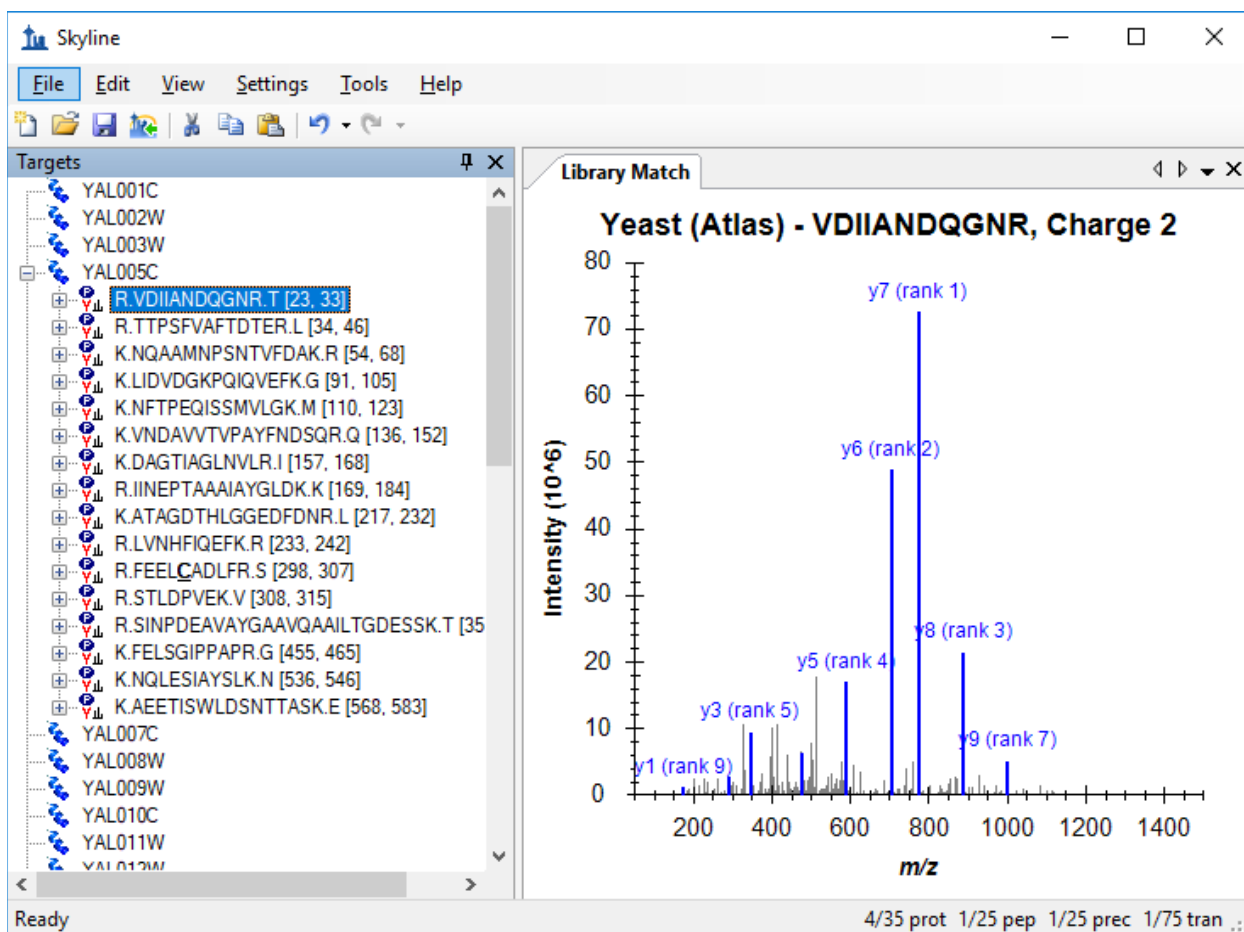 Skyline
File Edit View Settings Tools Help
Targets
YAL001C
YAL002W
YAL003W
YAL005C
R.VDIIANDQGNR.T [23, 33]
R.TTPSFVAFTDTER.L [34, 46]
K.NQAAMNPSNTVFDAK.R [54, 68]
K.LIDVDGKPQIQVEFK.G [91, 105]
K.NFTPEQISSMVLGK.M [110, 123]
K.VNDAVVTVPAYFNDSQR.Q [136, 152]
K.DAGTIAGLNVLR.I [157, 168]
R.IINEPTAAAIAYGLDK.K [169, 184]
K.ATAGDTHLGGEDFDNR.L [217, 232]
R.LVNHFIQEFK.R [233, 242]
R.FEELCADLFR.S [298, 307]
R.STLDPVEK.V [308, 315]
R.SINPDEAVAYGAAVQAAILTGDESSK.T [35
K.FELSGIPPAPR.G [455, 465]
K.NQLESIAYSLK.N [536, 546]
K.AEETISWLDSNTTASK.E [568, 583]
YAL007C
YAL008W
YAL009W
YAL010C
YAL011W
YAL012W
Library Match
Yeast (Atlas) - VDIIANDQGNR, Charge 2
80
70
60
50
40
30
20
10
0
Intensity (10^6)
y7 (rank 1)
y6 (rank 2)
y8 (rank 3)
y5 (rank 4)
y3 (rank 5)
y9 (rank 7)
y1 (rank 9)
200 400 600 800 1000 1200 1400
m/z
Ready
4/35 prot 1/25 pep 1/25 prec 1/75 tran